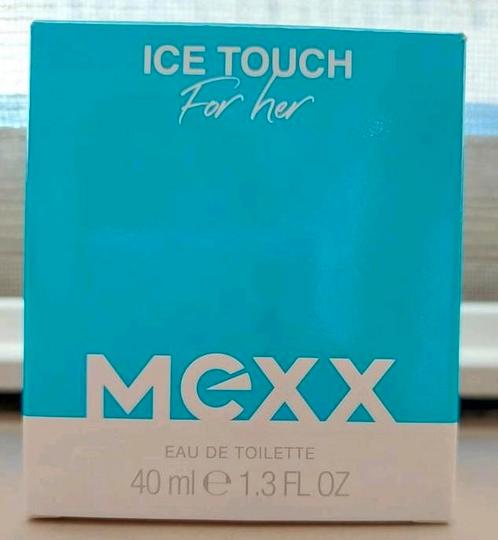 ICE TOUCH
For her
MEXX
EAU DE TOILETTE
40 ml ℮ 1.3 FL OZ